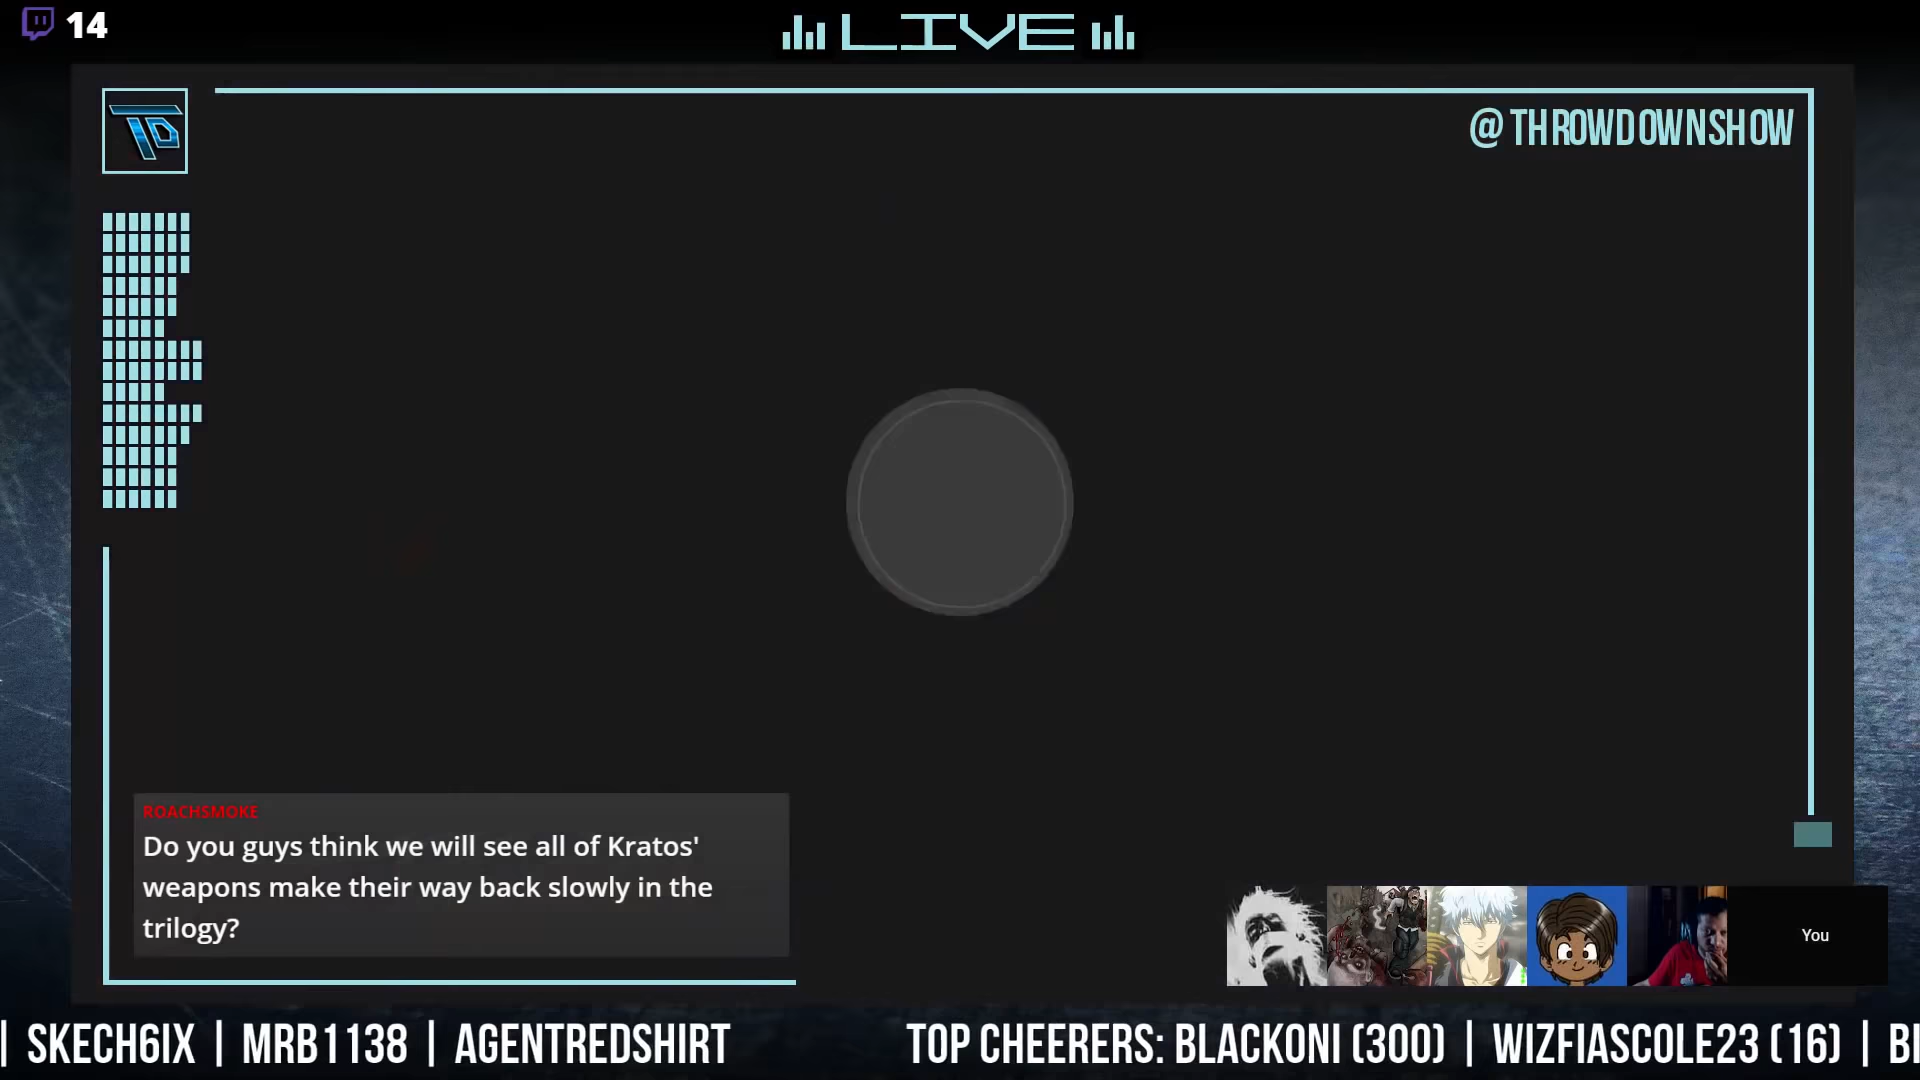 14
LIVE
TD
@THROWDOWNSHOW
ROACHSMOKE
Do you guys think we will see all of Kratos'
weapons make their way back slowly in the
trilogy?
You
| SKECH6IX | MRB1138 | AGENTREDSHIRT TOP CHEERERS: BLACKONI (300) | WIZFIASCOLE23 (16) |